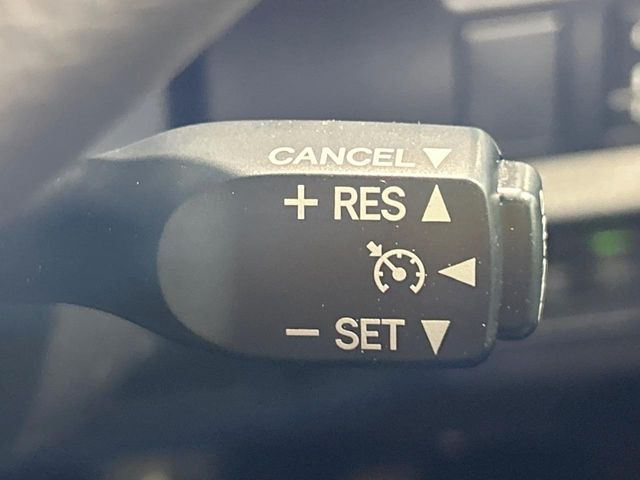 CANCEL ▼
+ RES ▲
◀
− SET ▼